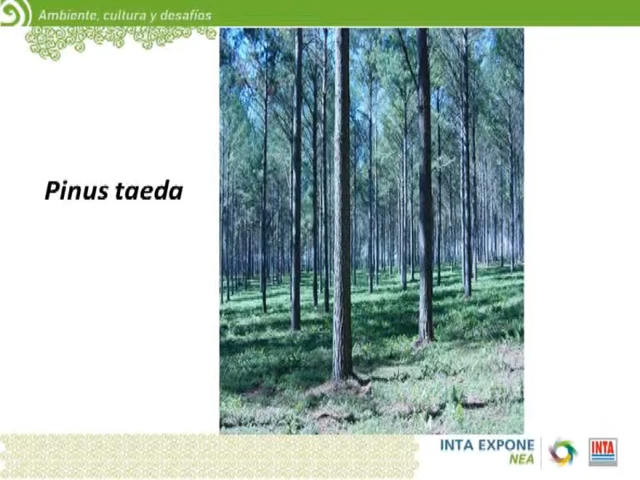 Ambiente, cultura y desafíos
Pinus taeda
INTA EXPONE
NEA
INTA